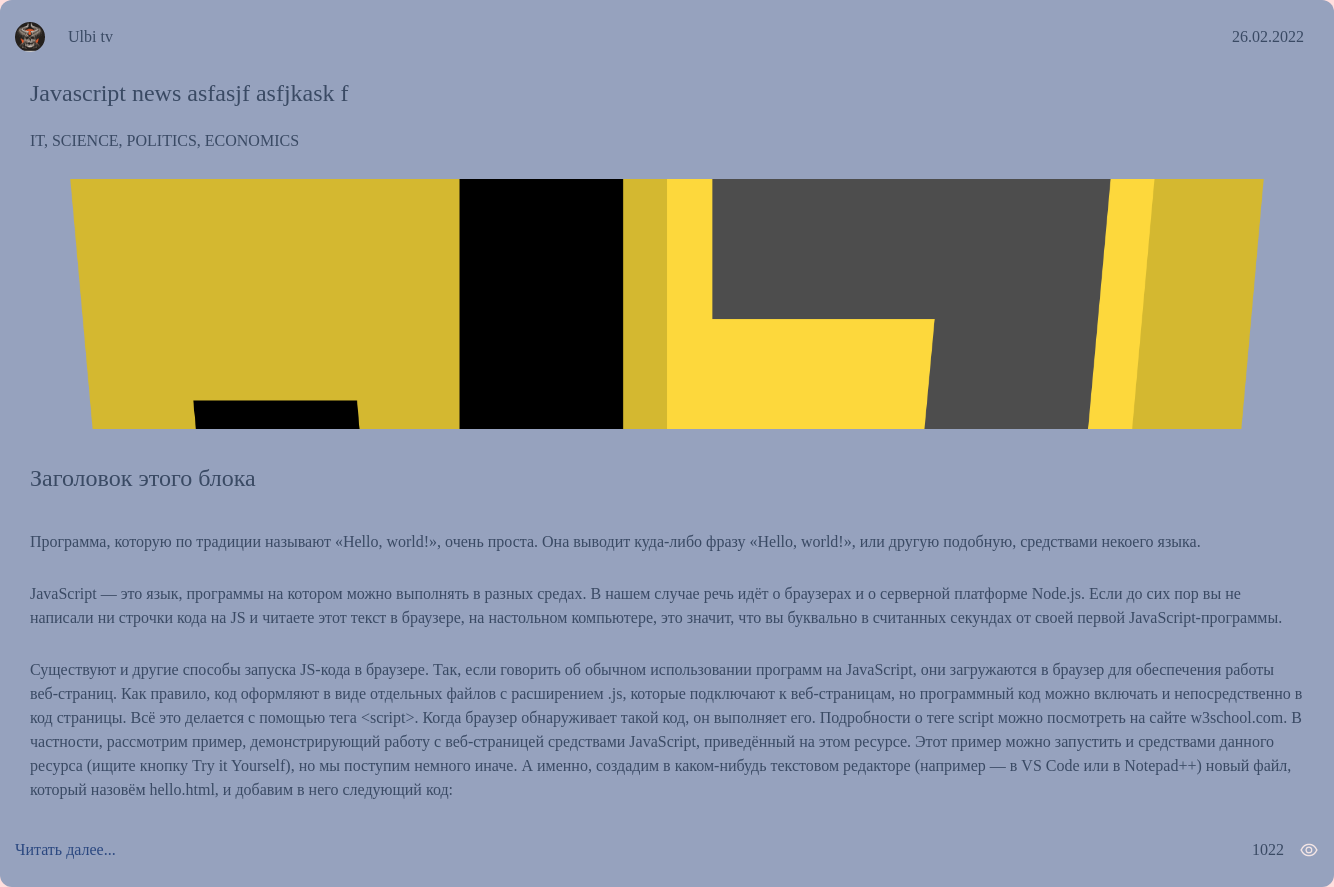 Ulbi tv
26.02.2022
Javascript news asfasjf asfjkask f
IT, SCIENCE, POLITICS, ECONOMICS
Заголовок этого блока
Программа, которую по традиции называют «Hello, world!», очень проста. Она выводит куда-либо фразу «Hello, world!», или другую подобную, средствами некоего языка.
JavaScript — это язык, программы на котором можно выполнять в разных средах. В нашем случае речь идёт о браузерах и о серверной платформе Node.js. Если до сих пор вы не
написали ни строчки кода на JS и читаете этот текст в браузере, на настольном компьютере, это значит, что вы буквально в считанных секундах от своей первой JavaScript-программы.
Существуют и другие способы запуска JS-кода в браузере. Так, если говорить об обычном использовании программ на JavaScript, они загружаются в браузер для обеспечения работы
веб-страниц. Как правило, код оформляют в виде отдельных файлов с расширением .js, которые подключают к веб-страницам, но программный код можно включать и непосредственно в
код страницы. Всё это делается с помощью тега <script>. Когда браузер обнаруживает такой код, он выполняет его. Подробности о теге script можно посмотреть на сайте w3school.com. В
частности, рассмотрим пример, демонстрирующий работу с веб-страницей средствами JavaScript, приведённый на этом ресурсе. Этот пример можно запустить и средствами данного
ресурса (ищите кнопку Try it Yourself), но мы поступим немного иначе. А именно, создадим в каком-нибудь текстовом редакторе (например — в VS Code или в Notepad++) новый файл,
который назовём hello.html, и добавим в него следующий код:
Читать далее...
1022